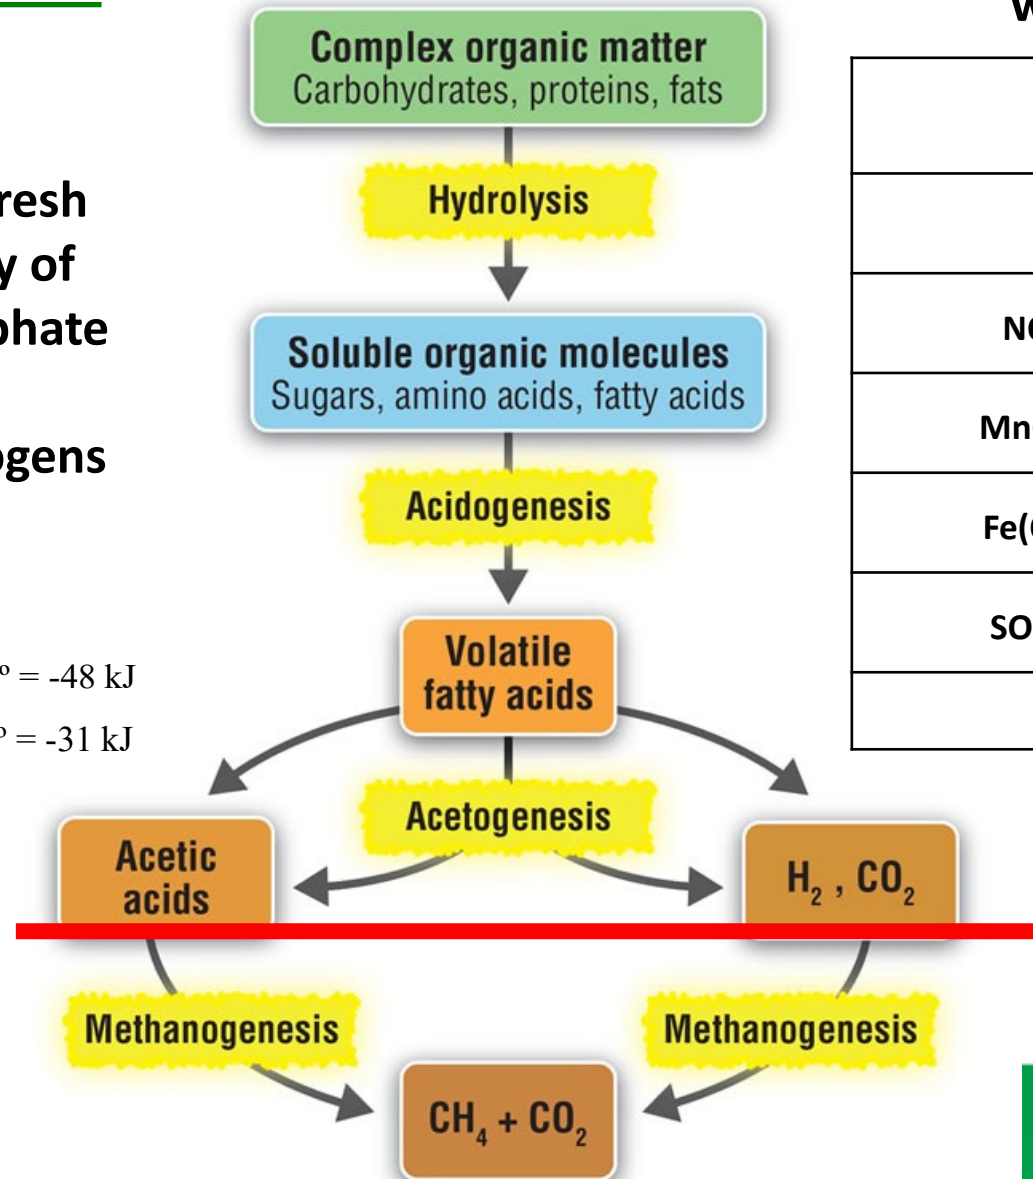 resh
y of
phate
ogens
º = -48 kJ
º = -31 kJ
Complex organic matter
Carbohydrates, proteins, fats
Hydrolysis
Soluble organic molecules
Sugars, amino acids, fatty acids
Acidogenesis
Volatile
fatty acids
Acetogenesis
Acetic
acids
H₂ , CO₂
Methanogenesis
Methanogenesis
CH₄ + CO₂
W
NO
Mn
Fe(
SO